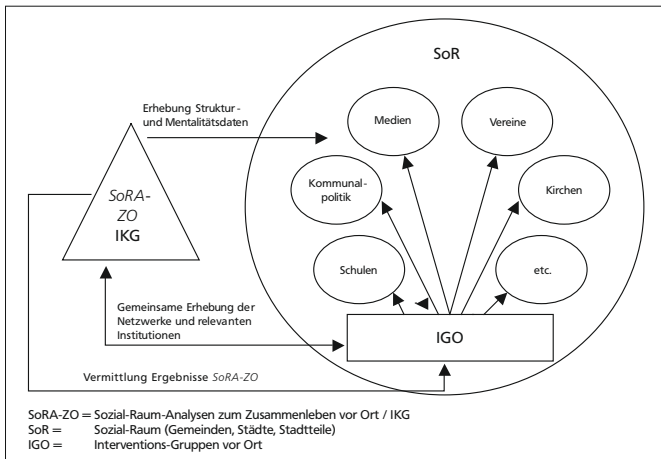 SoR
Erhebung Struktur-
und Mentalitätsdaten
Medien
Vereine
Kommunal-
politik
Kirchen
SoRA-
ZO
IKG
Schulen
etc.
Gemeinsame Erhebung der
Netzwerke und relevanten
Institutionen
IGO
Vermittlung Ergebnisse SoRA-ZO
SoRA-ZO = Sozial-Raum-Analysen zum Zusammenleben vor Ort / IKG
SoR = Sozial-Raum (Gemeinden, Städte, Stadtteile)
IGO = Interventions-Gruppen vor Ort